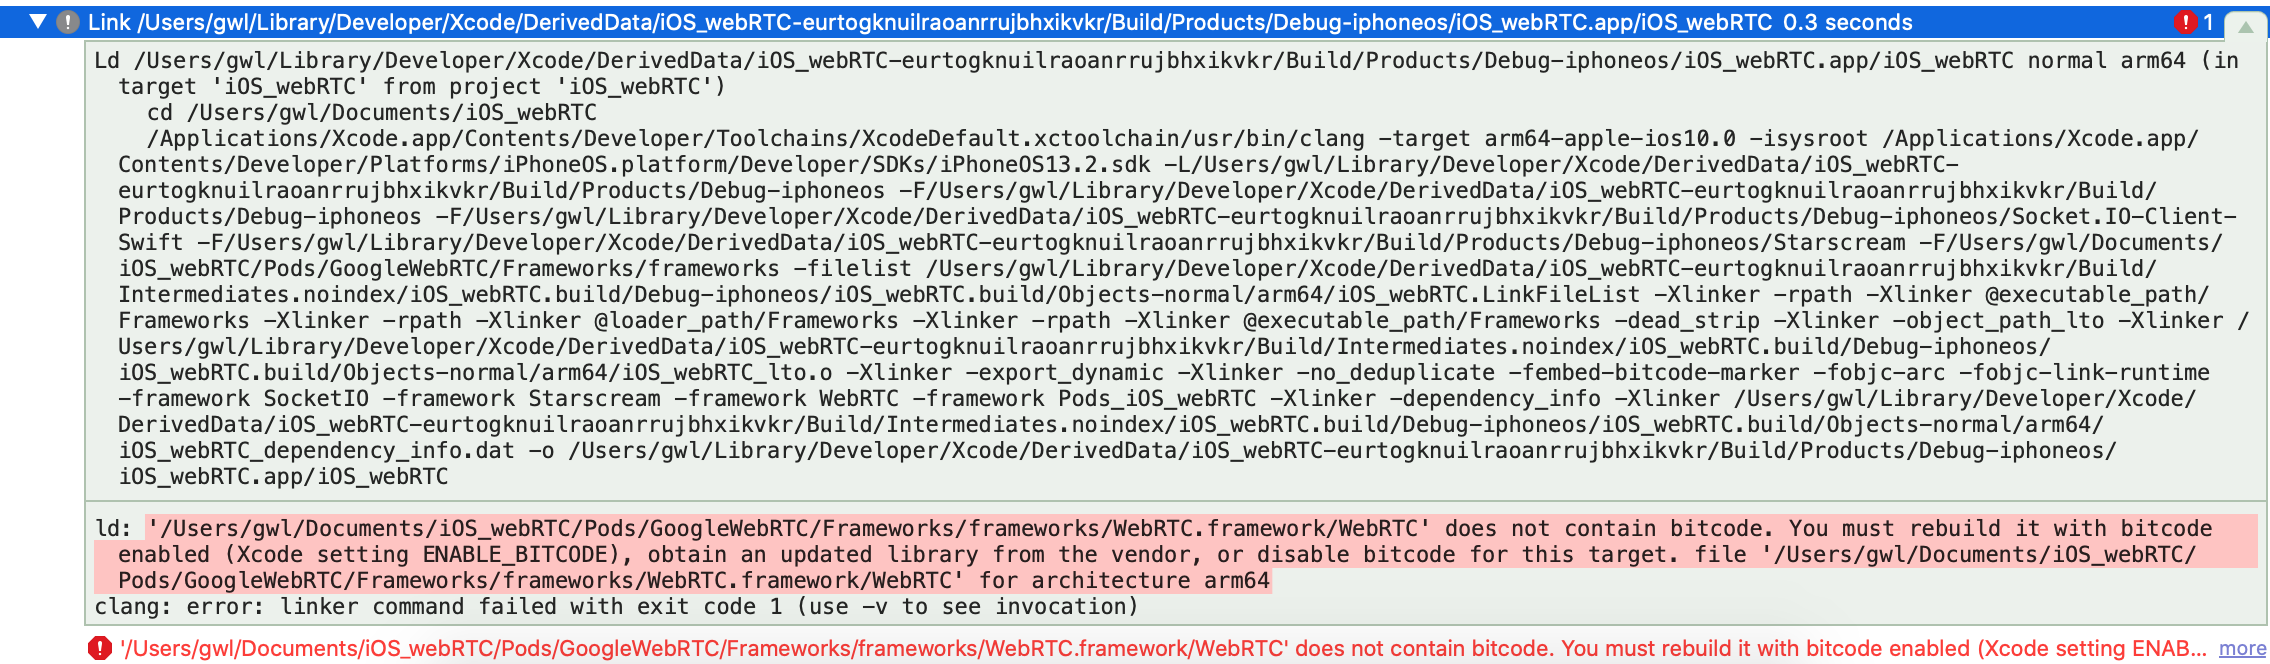 Link /Users/gwl/Library/Developer/Xcode/DerivedData/iOS_webRTC-eurtogknuilraoanrrujbhxikvkr/Build/Products/Debug-iphoneos/iOS_webRTC.app/iOS_webRTC 0.3 seconds 1
Ld /Users/gwl/Library/Developer/Xcode/DerivedData/iOS_webRTC-eurtogknuilraoanrrujbhxikvkr/Build/Products/Debug-iphoneos/iOS_webRTC.app/iOS_webRTC normal arm64 (in
target 'iOS_webRTC' from project 'iOS_webRTC')
cd /Users/gwl/Documents/iOS_webRTC
/Applications/Xcode.app/Contents/Developer/Toolchains/XcodeDefault.xctoolchain/usr/bin/clang -target arm64-apple-ios10.0 -isysroot /Applications/Xcode.app/
Contents/Developer/Platforms/iPhoneOS.platform/Developer/SDKs/iPhoneOS13.2.sdk -L/Users/gwl/Library/Developer/Xcode/DerivedData/iOS_webRTC-
eurtogknuilraoanrrujbhxikvkr/Build/Products/Debug-iphoneos -F/Users/gwl/Library/Developer/Xcode/DerivedData/iOS_webRTC-eurtogknuilraoanrrujbhxikvkr/Build/
Products/Debug-iphoneos -F/Users/gwl/Library/Developer/Xcode/DerivedData/iOS_webRTC-eurtogknuilraoanrrujbhxikvkr/Build/Products/Debug-iphoneos/Socket.IO-Client-
Swift -F/Users/gwl/Library/Developer/Xcode/DerivedData/iOS_webRTC-eurtogknuilraoanrrujbhxikvkr/Build/Products/Debug-iphoneos/Starscream -F/Users/gwl/Documents/
iOS_webRTC/Pods/GoogleWebRTC/Frameworks/frameworks -filelist /Users/gwl/Library/Developer/Xcode/DerivedData/iOS_webRTC-eurtogknuilraoanrrujbhxikvkr/Build/
Intermediates.noindex/iOS_webRTC.build/Debug-iphoneos/iOS_webRTC.build/Objects-normal/arm64/iOS_webRTC.LinkFileList -Xlinker -rpath -Xlinker @executable_path/
Frameworks -Xlinker -rpath -Xlinker @loader_path/Frameworks -Xlinker -rpath -Xlinker @executable_path/Frameworks -dead_strip -Xlinker -object_path_lto -Xlinker /
Users/gwl/Library/Developer/Xcode/DerivedData/iOS_webRTC-eurtogknuilraoanrrujbhxikvkr/Build/Intermediates.noindex/iOS_webRTC.build/Debug-iphoneos/
iOS_webRTC.build/Objects-normal/arm64/iOS_webRTC_lto.o -Xlinker -export_dynamic -Xlinker -no_deduplicate -fembed-bitcode-marker -fobjc-arc -fobjc-link-runtime
-framework SocketIO -framework Starscream -framework WebRTC -framework Pods_iOS_webRTC -Xlinker -dependency_info -Xlinker /Users/gwl/Library/Developer/Xcode/
DerivedData/iOS_webRTC-eurtogknuilraoanrrujbhxikvkr/Build/Intermediates.noindex/iOS_webRTC.build/Debug-iphoneos/iOS_webRTC.build/Objects-normal/arm64/
iOS_webRTC_dependency_info.dat -o /Users/gwl/Library/Developer/Xcode/DerivedData/iOS_webRTC-eurtogknuilraoanrrujbhxikvkr/Build/Products/Debug-iphoneos/
iOS_webRTC.app/iOS_webRTC
ld: '/Users/gwl/Documents/iOS_webRTC/Pods/GoogleWebRTC/Frameworks/frameworks/WebRTC.framework/WebRTC' does not contain bitcode. You must rebuild it with bitcode
enabled (Xcode setting ENABLE_BITCODE), obtain an updated library from the vendor, or disable bitcode for this target. file '/Users/gwl/Documents/iOS_webRTC/
Pods/GoogleWebRTC/Frameworks/frameworks/WebRTC.framework/WebRTC' for architecture arm64
clang: error: linker command failed with exit code 1 (use -v to see invocation)
'/Users/gwl/Documents/iOS_webRTC/Pods/GoogleWebRTC/Frameworks/frameworks/WebRTC.framework/WebRTC' does not contain bitcode. You must rebuild it with bitcode enabled (Xcode setting ENAB... more